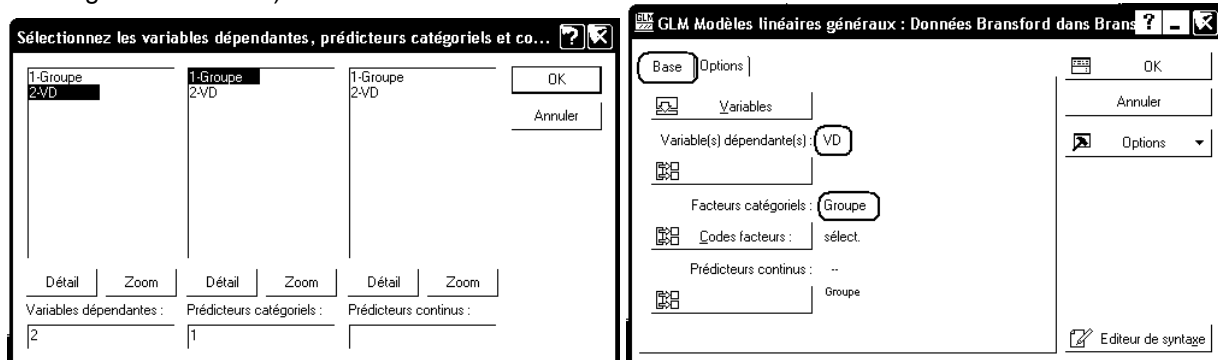 Sélectionnez les variables dépendantes, prédicteurs catégoriels et co...
1-Groupe
2-VD
1-Groupe
2-VD
1-Groupe
2-VD
OK
Annuler
Détail Zoom Détail Zoom Détail Zoom
Variables dépendantes : Prédicteurs catégoriels : Prédicteurs continus :
2 1
GLM Modèles linéaires généraux : Données Bransford dans Brans
Base Options
Variables
Variable(s) dépendante(s) : VD
Facteurs catégoriels : Groupe
Codes facteurs : sélect.
Prédicteurs continus : --
Groupe
OK
Annuler
Options
Editeur de syntaxe